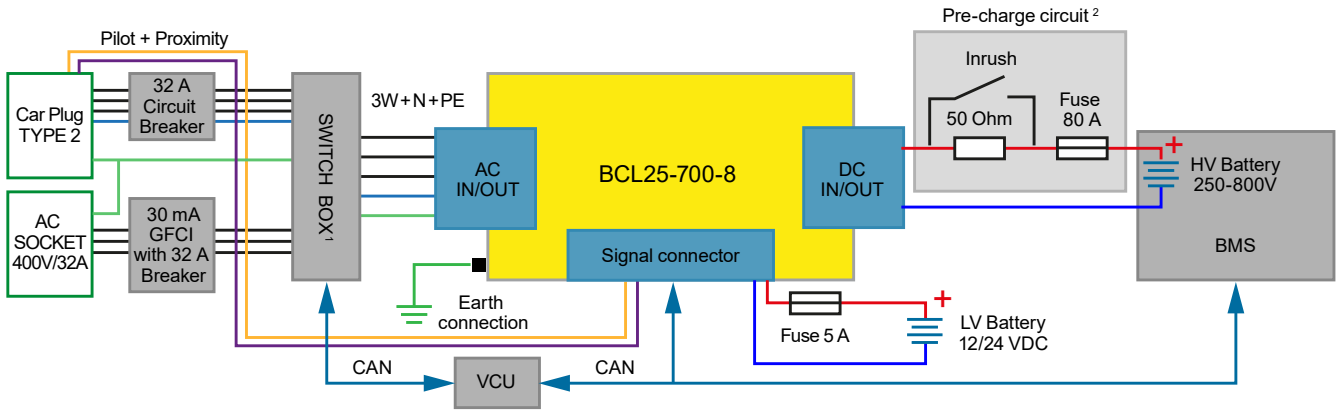 Pre-charge circuit 2
Pilot + Proximity
Car Plug
TYPE 2
32 A
Circuit
Breaker
SWITCH BOX1
3W+N+PE
AC
IN/OUT
BCL25-700-8
DC
IN/OUT
Inrush
50 Ohm
Fuse
80 A
+
HV Battery
250-800V
BMS
AC
SOCKET
400V/32A
30 mA
GFCI
with 32 A
Breaker
Signal connector
Earth
connection
Fuse 5 A
+
LV Battery
12/24 VDC
CAN
VCU
CAN